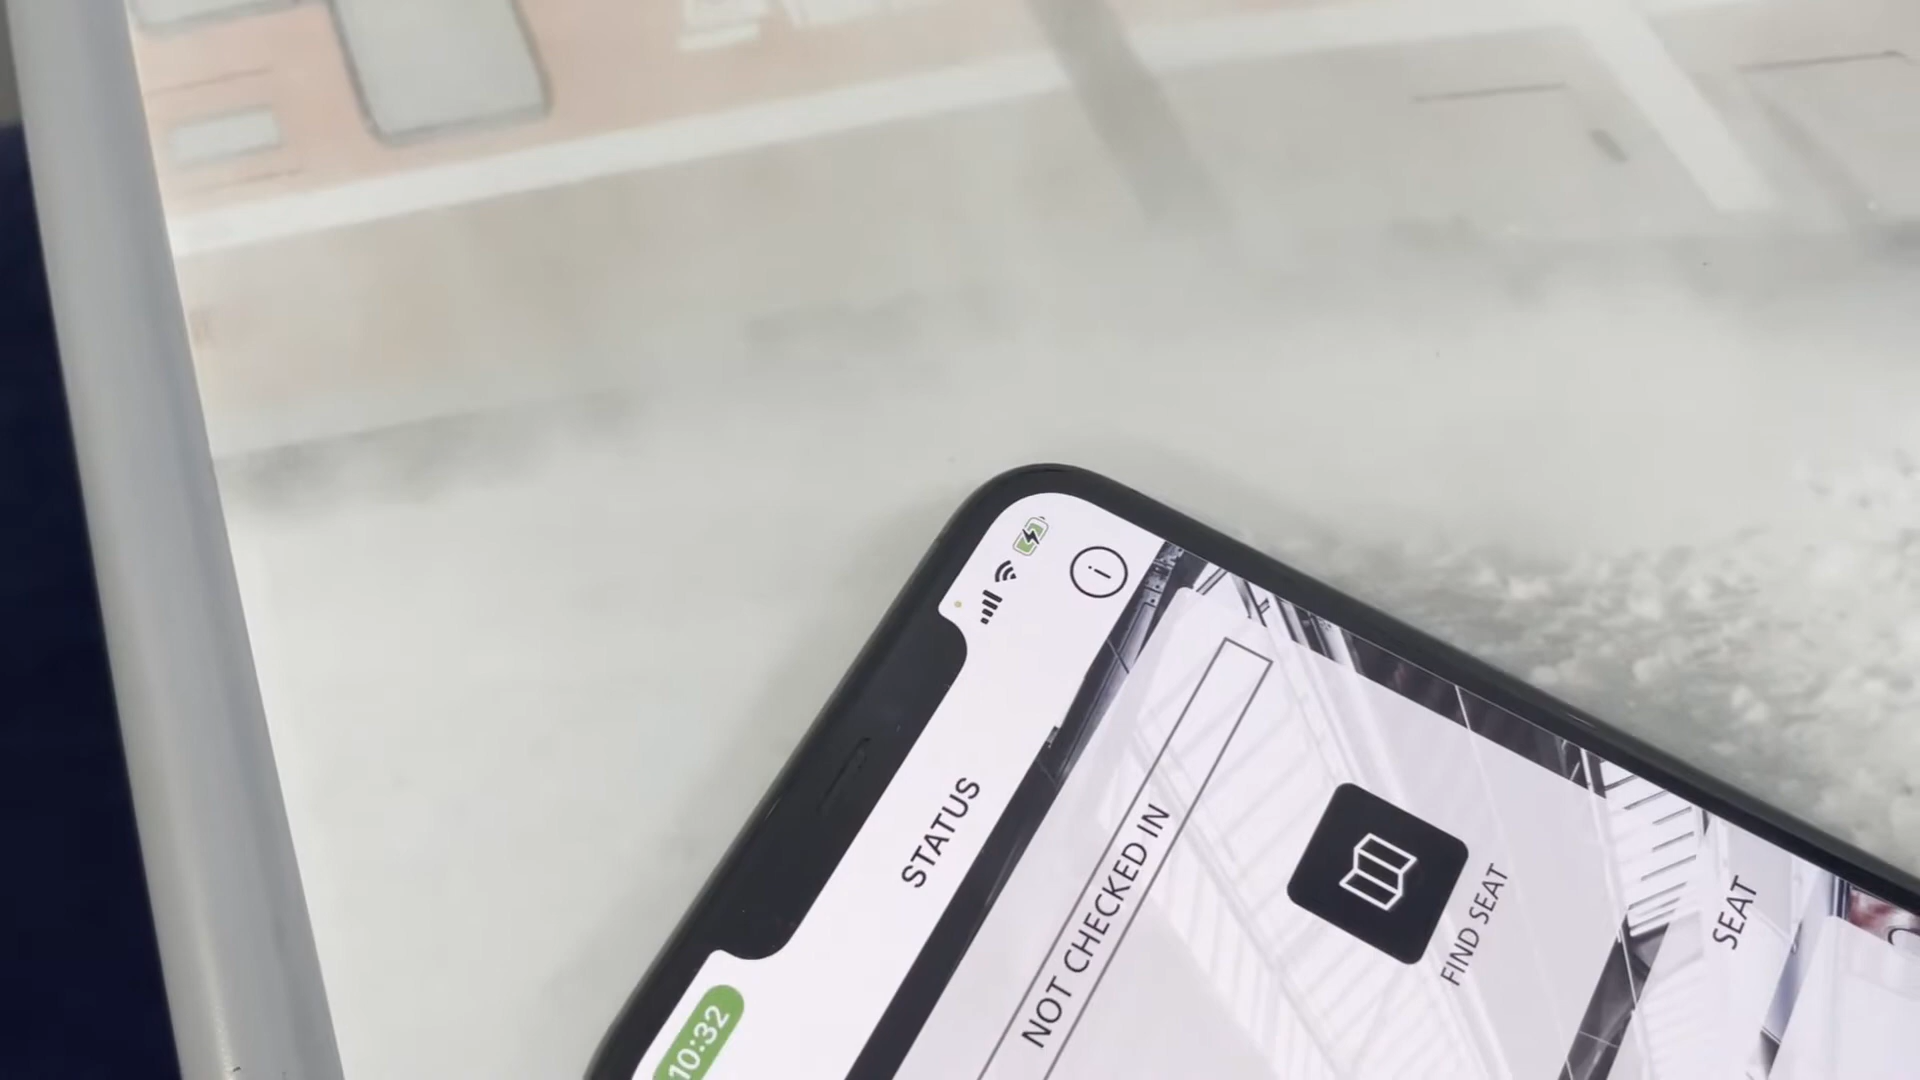 10:32
STATUS
NOT CHECKED IN
FIND SEAT
SEAT